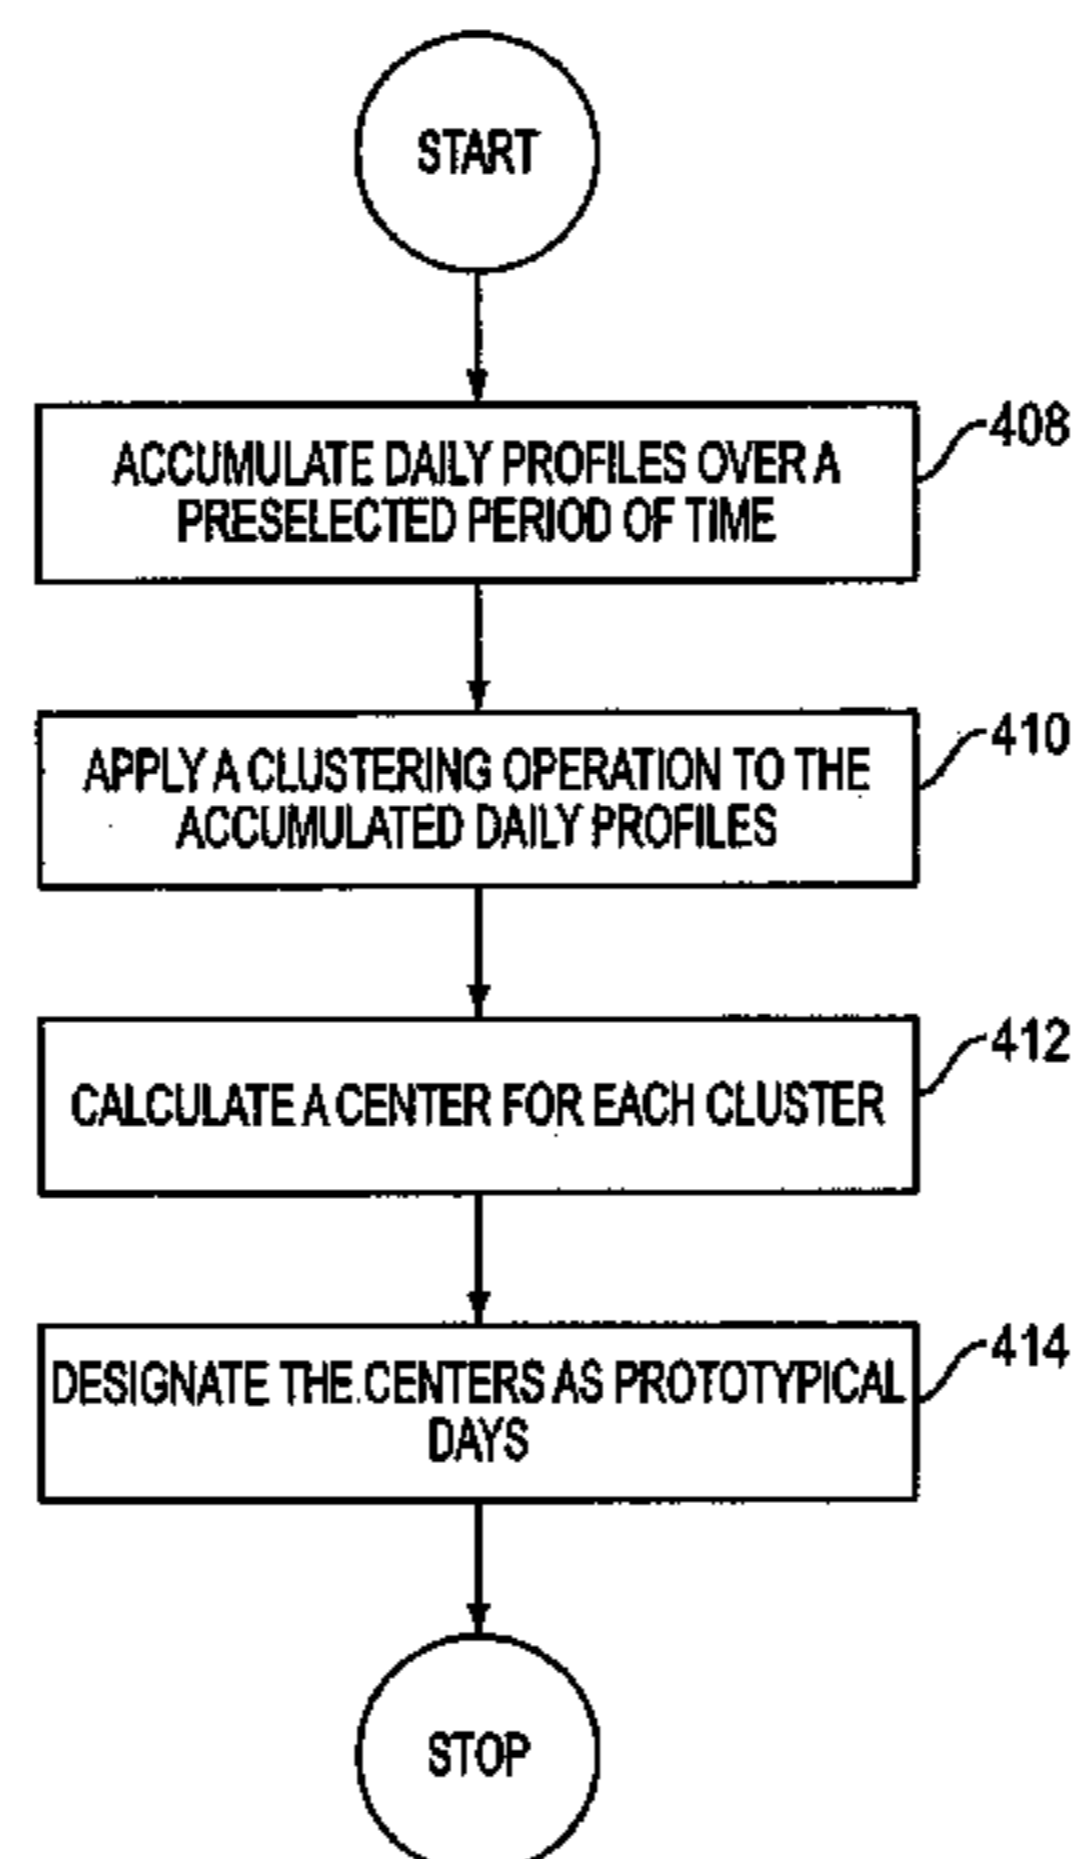 START
ACCUMULATE DAILY PROFILES OVER A
PRESELECTED PERIOD OF TIME
408
APPLY A CLUSTERING OPERATION TO THE
ACCUMULATED DAILY PROFILES
410
CALCULATE A CENTER FOR EACH CLUSTER
412
DESIGNATE THE CENTERS AS PROTOTYPICAL
DAYS
414
STOP